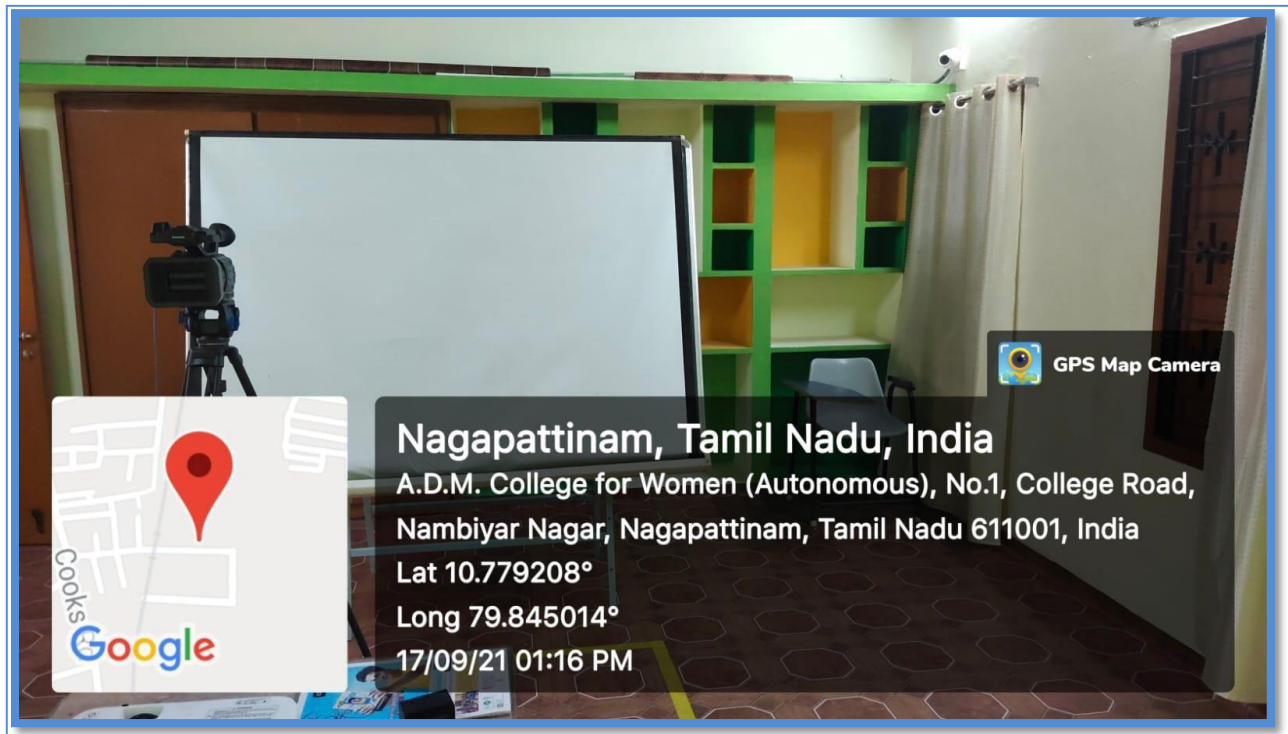 GPS Map Camera
Nagapattinam, Tamil Nadu, India
A.D.M. College for Women (Autonomous), No.1, College Road,
Nambiyar Nagar, Nagapattinam, Tamil Nadu 611001, India
Lat 10.779208°
Long 79.845014°
17/09/21 01:16 PM
Cooks
Google